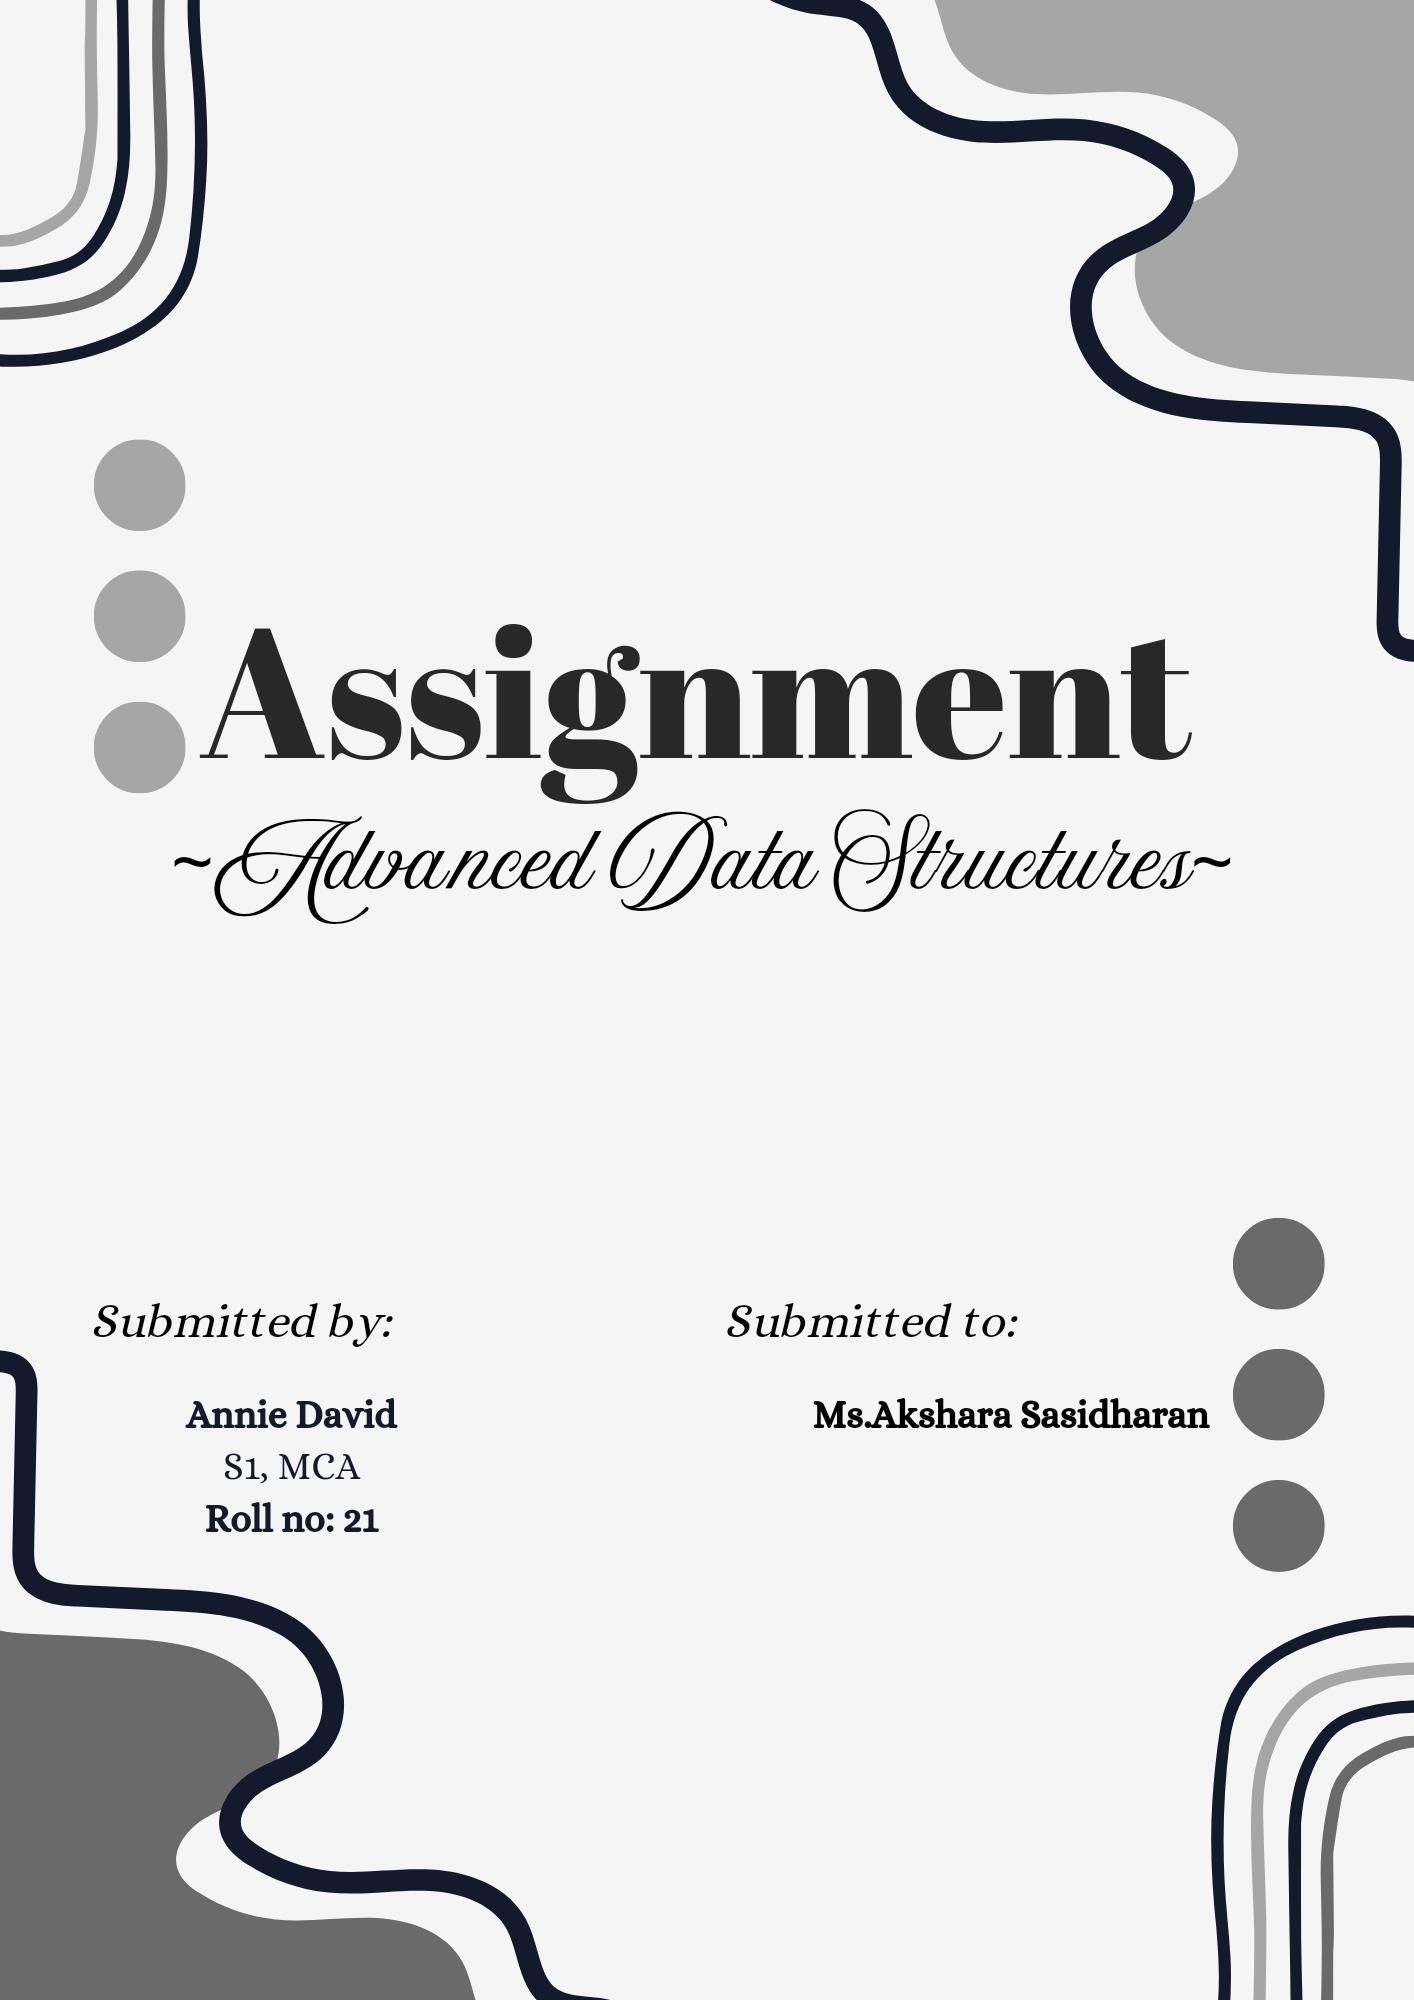 Assignment
~Advanced Data Structures~
Submitted by:
Annie David
S1, MCA
Roll no: 21
Submitted to:
Ms.Akshara Sasidharan